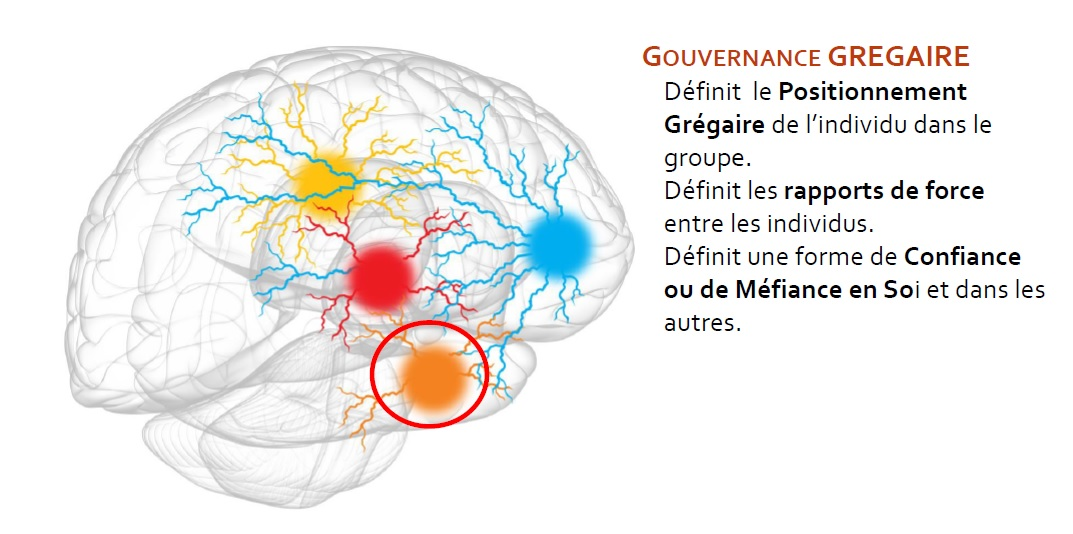 GOUVERNANCE GREGAIRE
Définit le Positionnement
Grégaire de l’individu dans le
groupe.
Définit les rapports de force
entre les individus.
Définit une forme de Confiance
ou de Méfiance en Soi et dans les
autres.